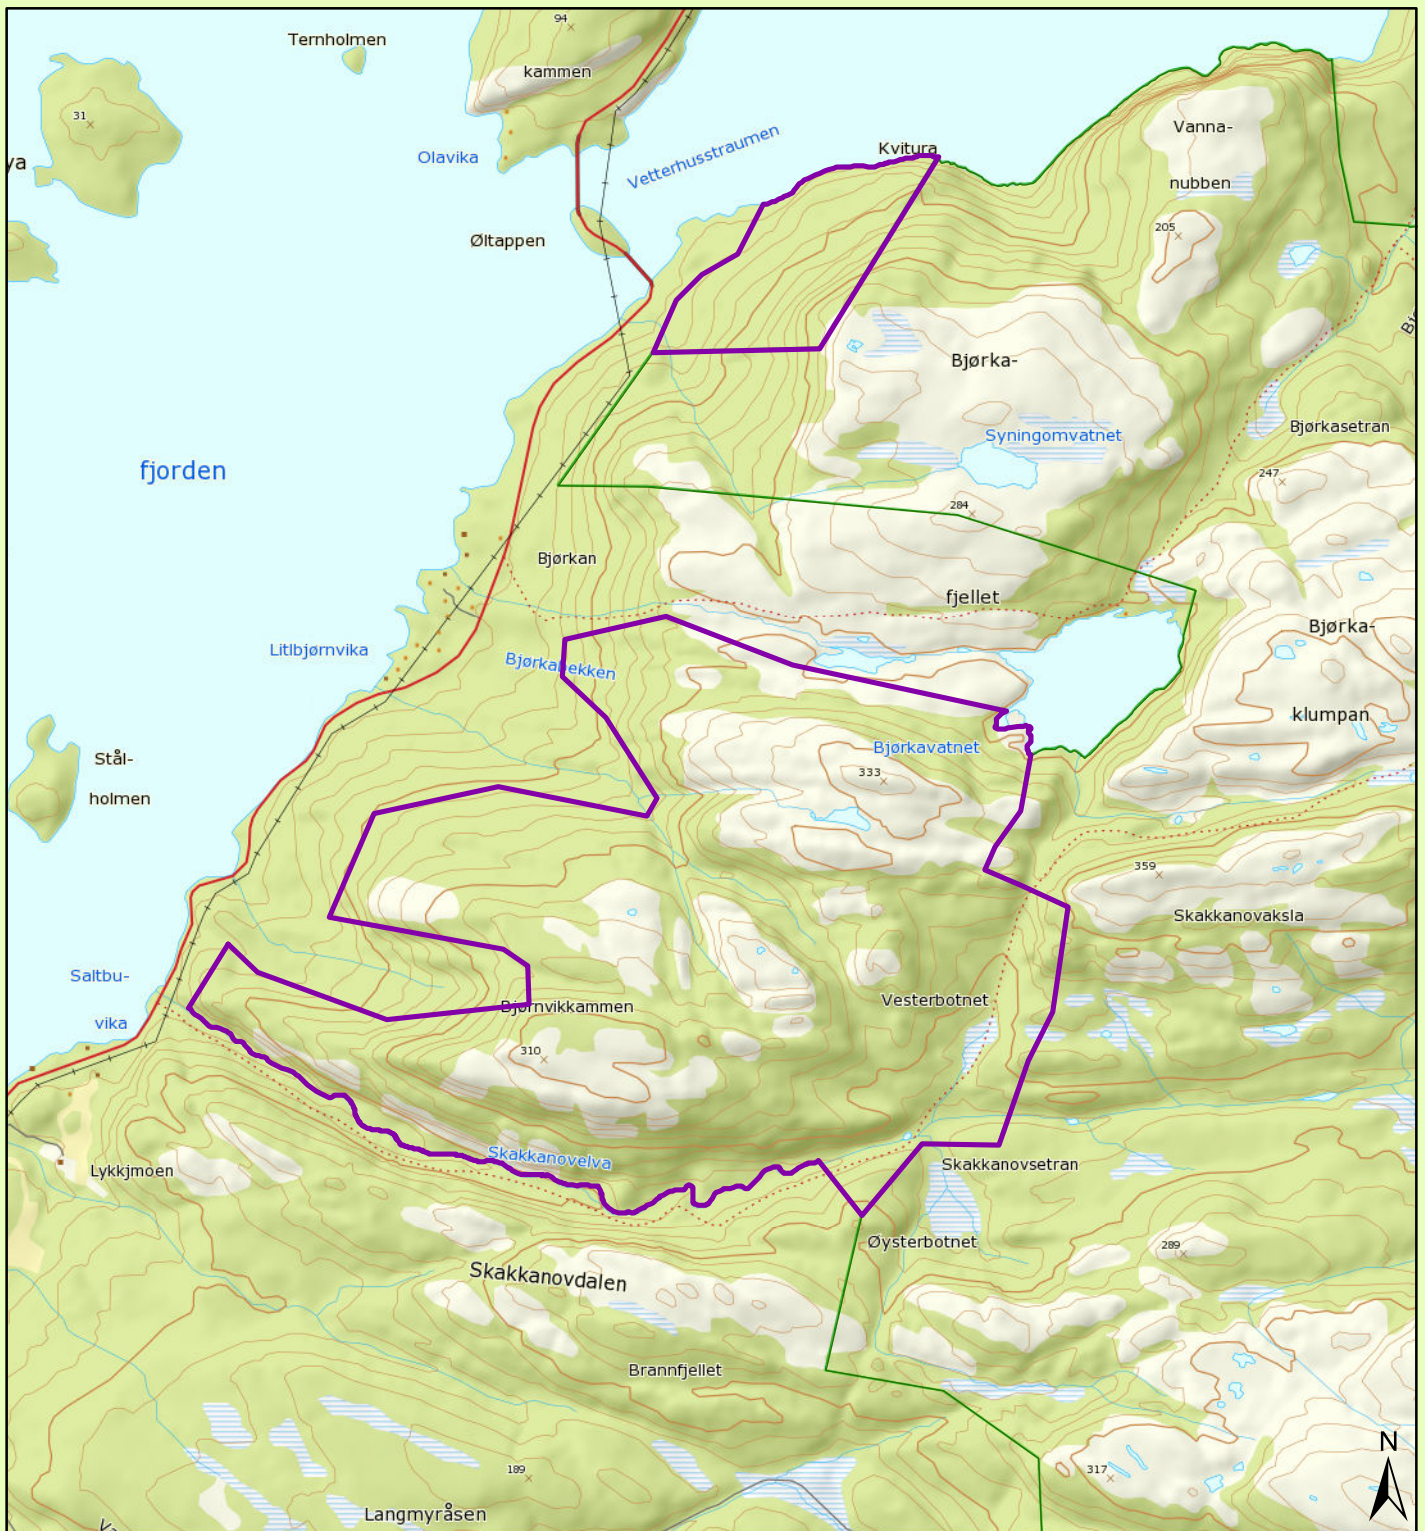 94
Ternholmen
kammen
31
ya
Olavika
Vetterhusstraumen
Kvitura
Vanna-
nubben
205
Øltappen
Bjørka-
Syningomvatnet
Bjørkasetran
fjorden
247
284
Bjørkan
fjellet
Bjørka-
klumpan
Litlbjørnvika
Bjørkabekken
Bjørkavatnet
Stål-
holmen
333
359
Skakkanovaksla
Saltbu-
vika
Bjørnvikkammen
Vesterbotnet
310
Skakkanovelva
Lykkjmoen
Skakkanovsetran
Øysterbotnet
289
Skakkanovdalen
Brannfjellet
N
189
317
Langmyråsen